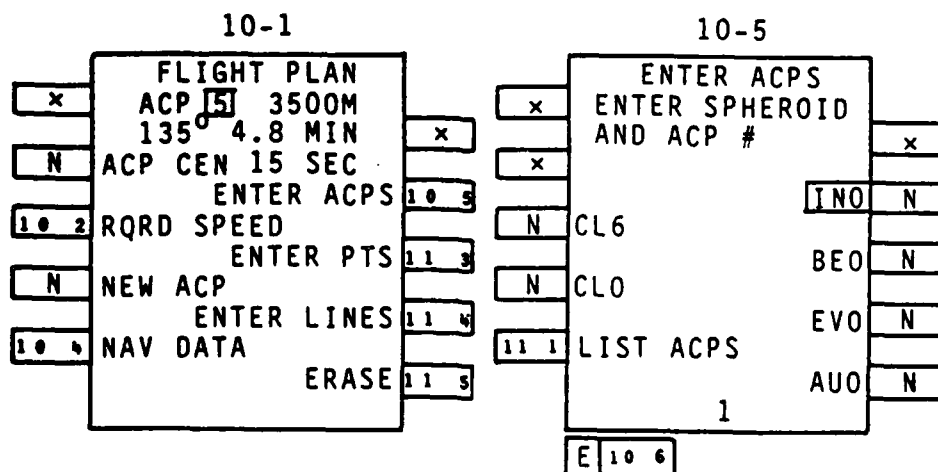 10-1
FLIGHT PLAN
x
ACP 5 3500M
135° 4.8 MIN
x
N ACP CEN 15 SEC
ENTER ACPS 10 5
10 2 RQRD SPEED
ENTER PTS 11 3
N NEW ACP
ENTER LINES 11 4
10 4 NAV DATA
ERASE 11 5
10-5
ENTER ACPS
x ENTER SPHEROID
AND ACP #
x
x
INO N
N CL6
BEO N
N CLO
EVO N
11 1 LIST ACPS
AUO N
1
E 10 6